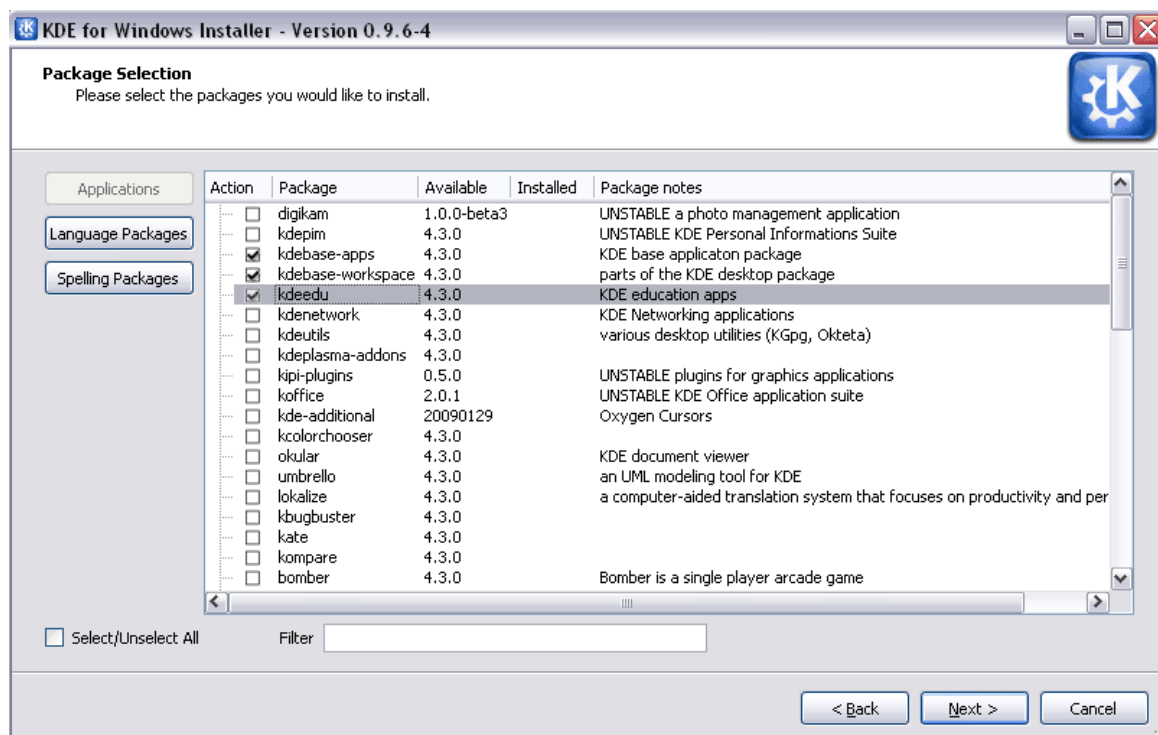 KDE for Windows Installer - Version 0.9.6-4
Package Selection
Please select the packages you would like to install.
Applications
Language Packages
Spelling Packages
Action Package Available Installed Package notes
digikam 1.0.0-beta3 UNSTABLE a photo management application
kdepim 4.3.0 UNSTABLE KDE Personal Informations Suite
kdebase-apps 4.3.0 KDE base applicaton package
kdebase-workspace 4.3.0 parts of the KDE desktop package
kdeedu 4.3.0 KDE education apps
kdenetwork 4.3.0 KDE Networking applications
kdeutils 4.3.0 various desktop utilities (KGpg, Okteta)
kdeplasma-addons 4.3.0
kipi-plugins 0.5.0 UNSTABLE plugins for graphics applications
koffice 2.0.1 UNSTABLE KDE Office application suite
kde-additional 20090129 Oxygen Cursors
kcolorchooser 4.3.0
okular 4.3.0 KDE document viewer
umbrello 4.3.0 an UML modeling tool for KDE
lokalize 4.3.0 a computer-aided translation system that focuses on productivity and per
kbugbuster 4.3.0
kate 4.3.0
kompare 4.3.0
bomber 4.3.0 Bomber is a single player arcade game
Select/Unselect All
Filter
< Back
Next >
Cancel